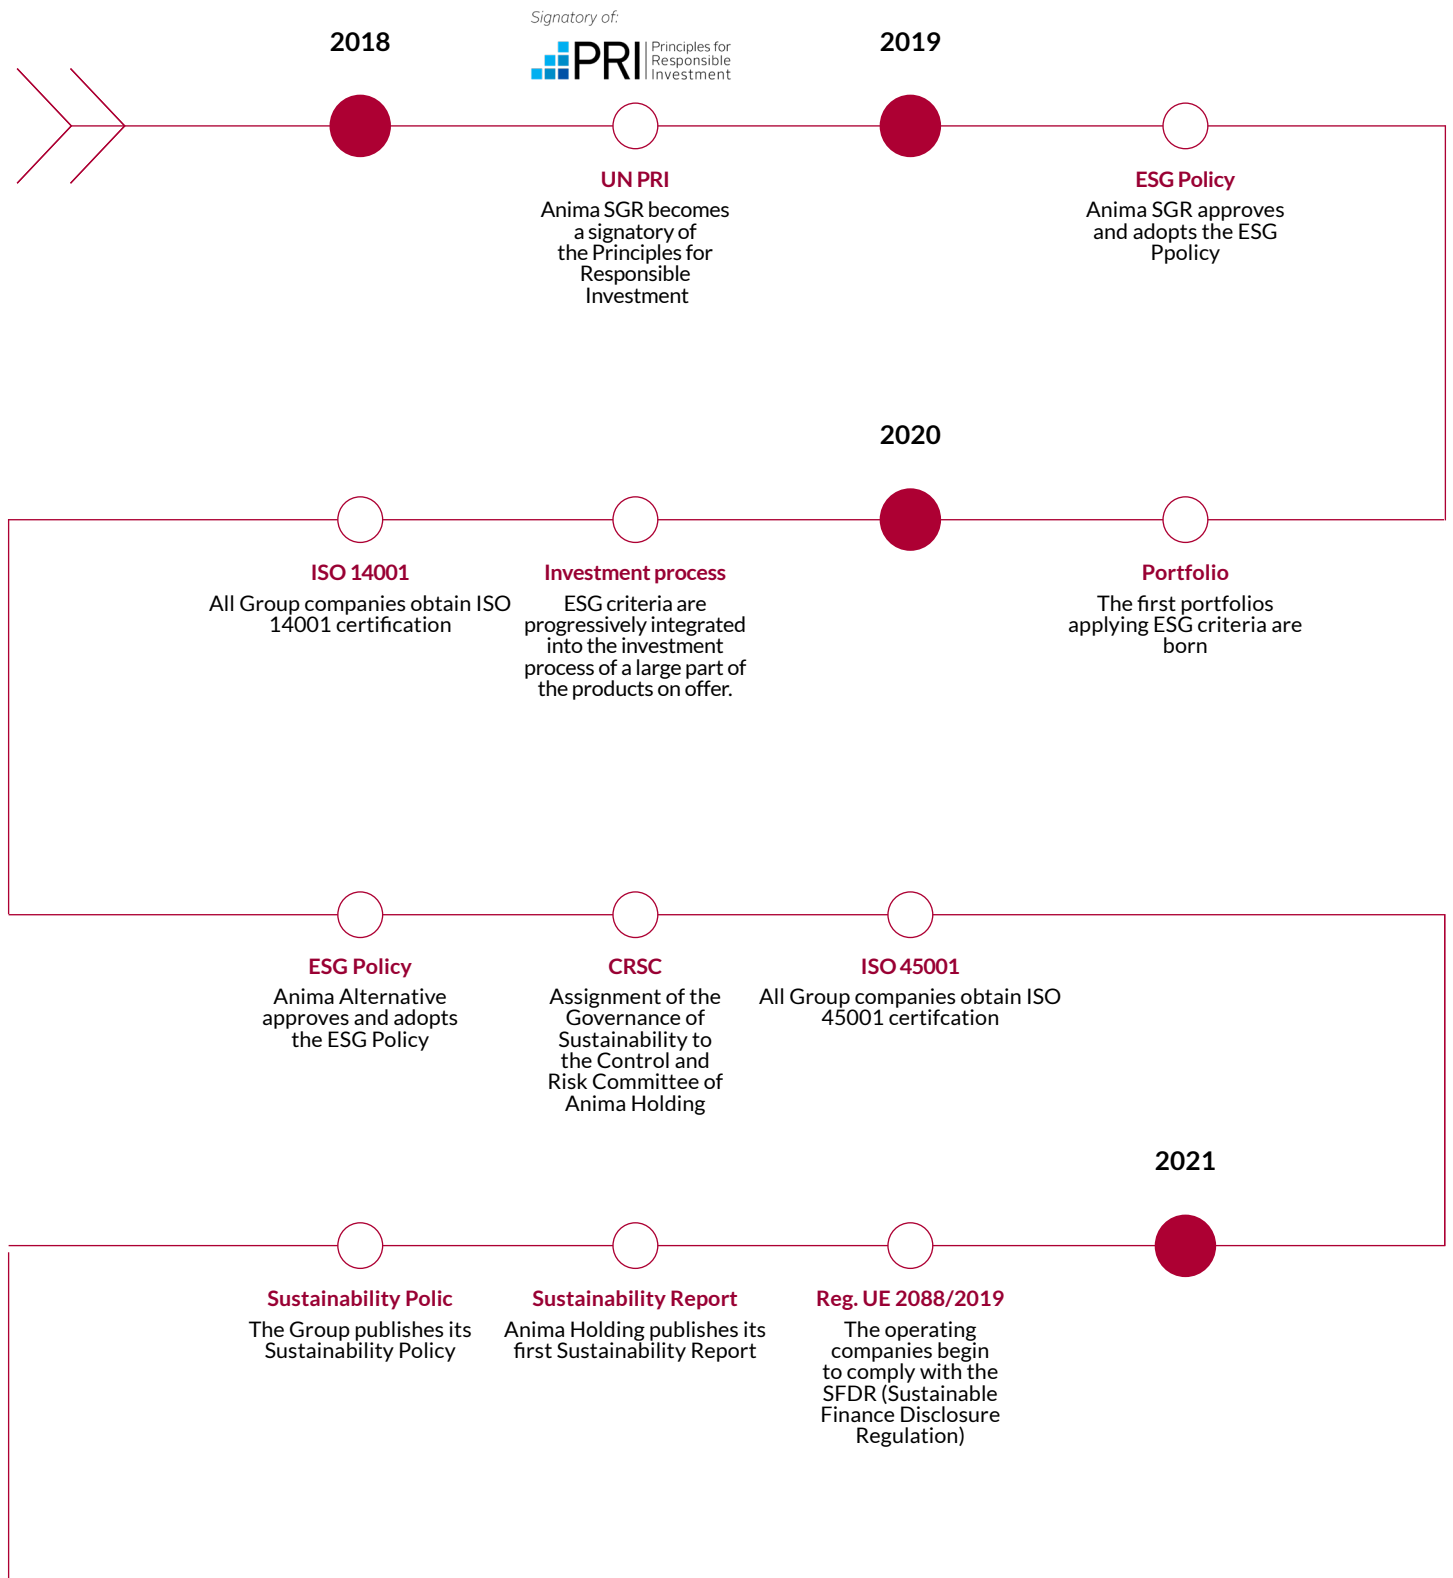 Signatory of:
2018
PRI
Principles for
Responsible
Investment
2019
UN PRI
Anima SGR becomes
a signatory of
the Principles for
Responsible
Investment
ESG Policy
Anima SGR approves
and adopts the ESG
Ppolicy
2020
ISO 14001
All Group companies obtain ISO
14001 certification
Investment process
ESG criteria are
progressively integrated
into the investment
process of a large part of
the products on offer.
Portfolio
The first portfolios
applying ESG criteria are
born
ESG Policy
Anima Alternative
approves and adopts
the ESG Policy
CRSC
Assignment of the
Governance of
Sustainability to
the Control and
Risk Committee of
Anima Holding
ISO 45001
All Group companies obtain ISO
45001 certifcation
2021
Sustainability Polic
The Group publishes its
Sustainability Policy
Sustainability Report
Anima Holding publishes its
first Sustainability Report
Reg. UE 2088/2019
The operating
companies begin
to comply with the
SFDR (Sustainable
Finance Disclosure
Regulation)